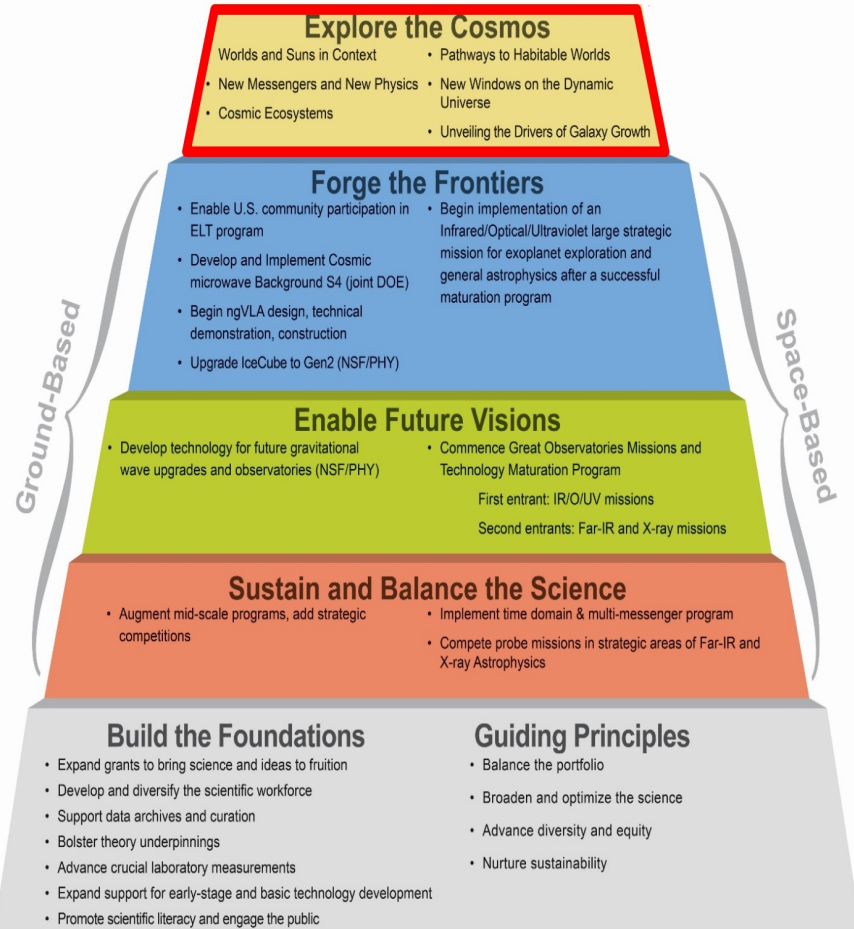 Explore the Cosmos
Worlds and Suns in Context
• New Messengers and New Physics
• Cosmic Ecosystems
• Pathways to Habitable Worlds
• New Windows on the Dynamic
Universe
• Unveiling the Drivers of Galaxy Growth
Forge the Frontiers
• Enable U.S. community participation in
ELT program
• Develop and Implement Cosmic
microwave Background S4 (joint DOE)
• Begin ngVLA design, technical
demonstration, construction
• Upgrade IceCube to Gen2 (NSF/PHY)
• Begin implementation of an
Infrared/Optical/Ultraviolet large strategic
mission for exoplanet exploration and
general astrophysics after a successful
maturation program
Ground-Based
Space-Based
Enable Future Visions
• Develop technology for future gravitational
wave upgrades and observatories (NSF/PHY)
• Commence Great Observatories Missions and
Technology Maturation Program
First entrant: IR/O/UV missions
Second entrants: Far-IR and X-ray missions
Sustain and Balance the Science
• Augment mid-scale programs, add strategic
competitions
• Implement time domain & multi-messenger program
• Compete probe missions in strategic areas of Far-IR and
X-ray Astrophysics
Build the Foundations
• Expand grants to bring science and ideas to fruition
• Develop and diversify the scientific workforce
• Support data archives and curation
• Bolster theory underpinnings
• Advance crucial laboratory measurements
• Expand support for early-stage and basic technology development
• Promote scientific literacy and engage the public
Guiding Principles
• Balance the portfolio
• Broaden and optimize the science
• Advance diversity and equity
• Nurture sustainability